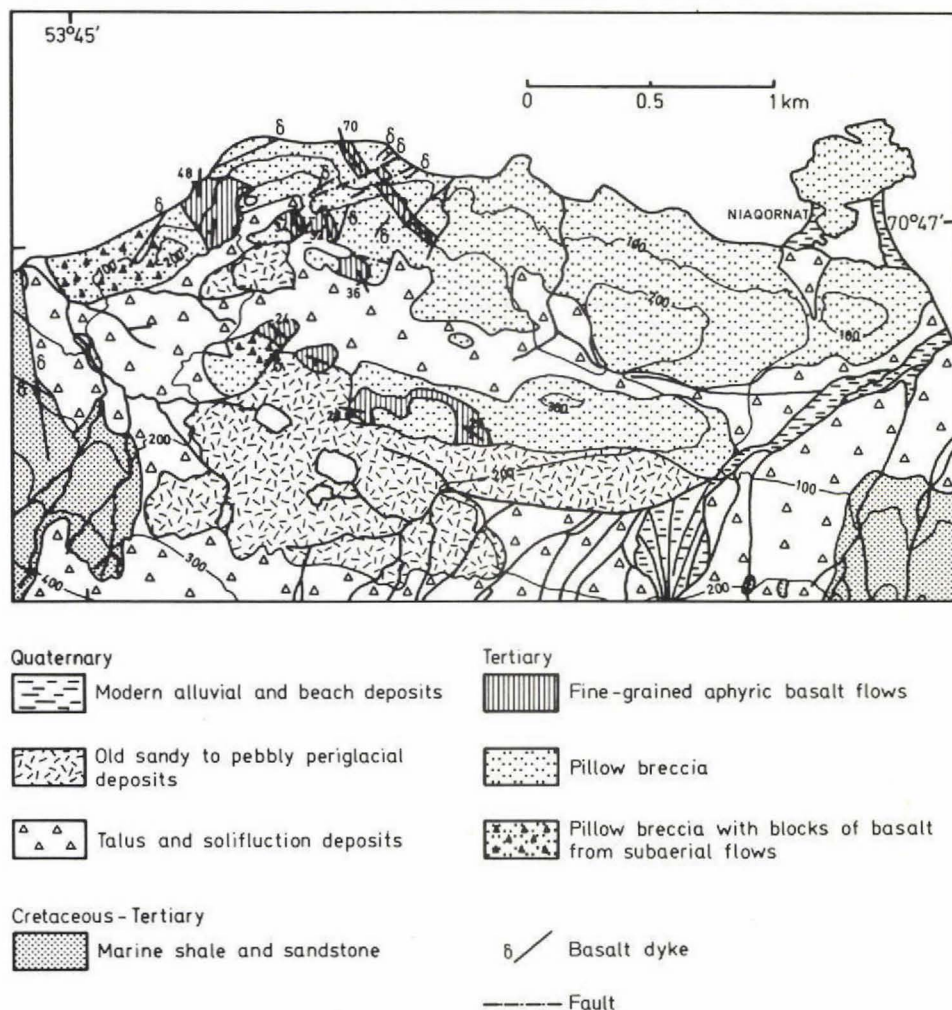 53°45'
0 0.5 1 km
δ
δ
70
δ
δ
48
δ
δ
δ
NIAQORNAT
70°47'
100
δ
δ
100
200
200
36
100
24
δ
300
200
200
100
300
400
200
Quaternary
Modern alluvial and beach deposits
Old sandy to pebbly periglacial
deposits
Talus and solifluction deposits
Cretaceous - Tertiary
Marine shale and sandstone
Tertiary
Fine-grained aphyric basalt flows
Pillow breccia
Pillow breccia with blocks of basalt
from subaerial flows
δ Basalt dyke
Fault